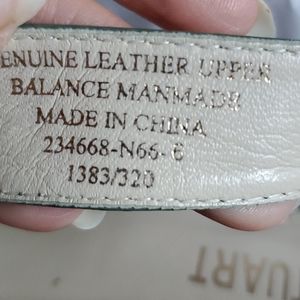 ENUINE LEATHER UPPER
BALANCE MANMADE
MADE IN CHINA
234668-N66-6
1383/320
UART